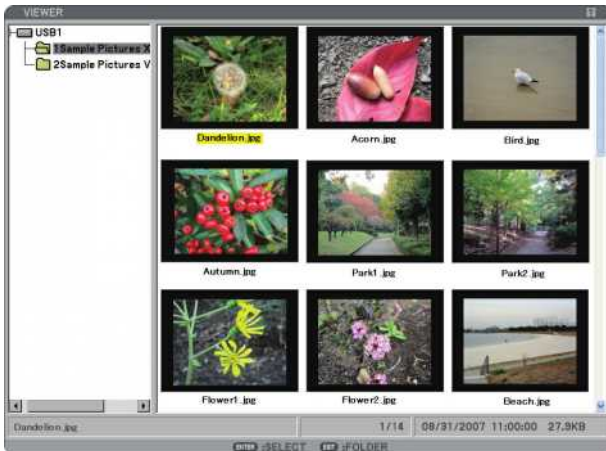 VIEWER
USB1
1Sample Pictures X
2Sample Pictures V
Dandelion.jpg
Acorn.jpg
Bird.jpg
Autumn.jpg
Park1.jpg
Park2.jpg
Flower1.jpg
Flower2.jpg
Beach.jpg
Dandelion.jpg 1/14 08/31/2007 11:00:00 27.9KB
ENTER :SELECT EXIT :FOLDER